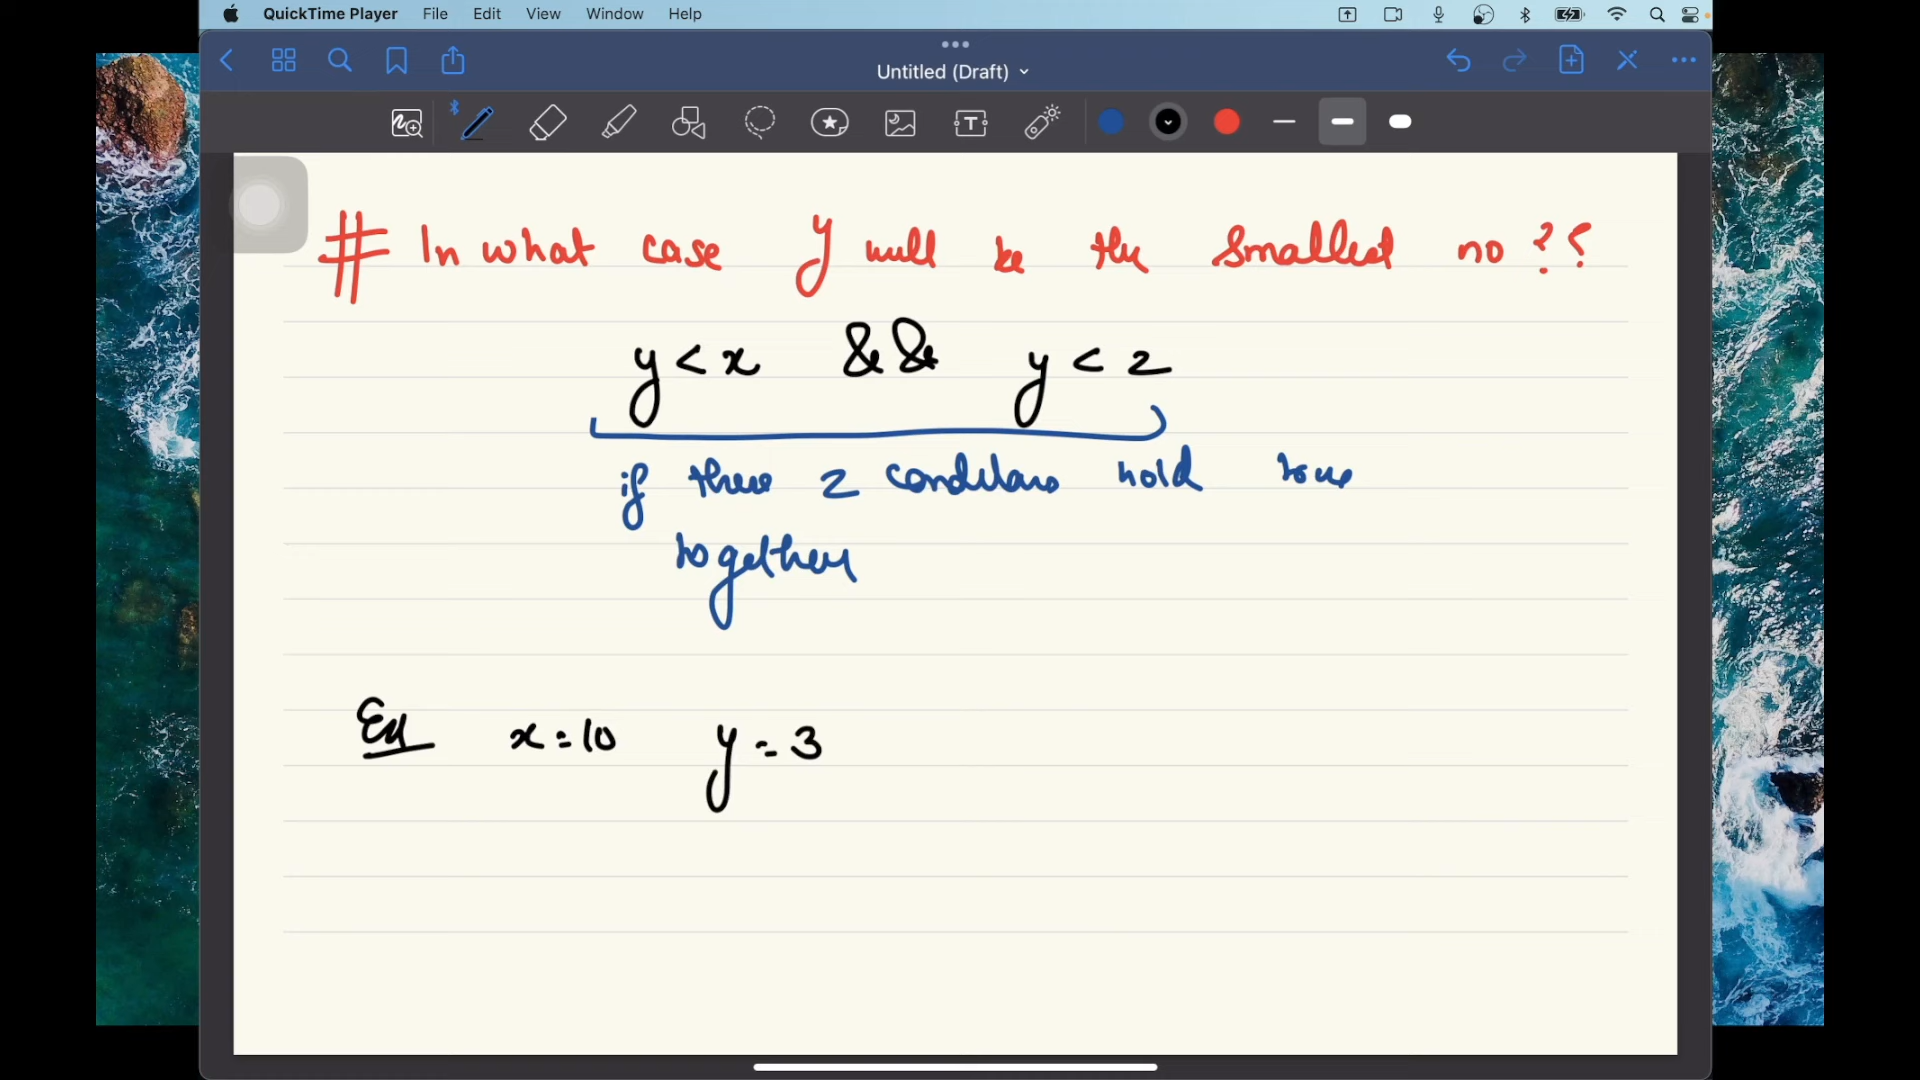 QuickTime Player File Edit View Window Help
Untitled (Draft)
# In what case y will be the smallest no ??
y < x && y < z
if these 2 conditions hold true
together
Ex x = 10 y = 3